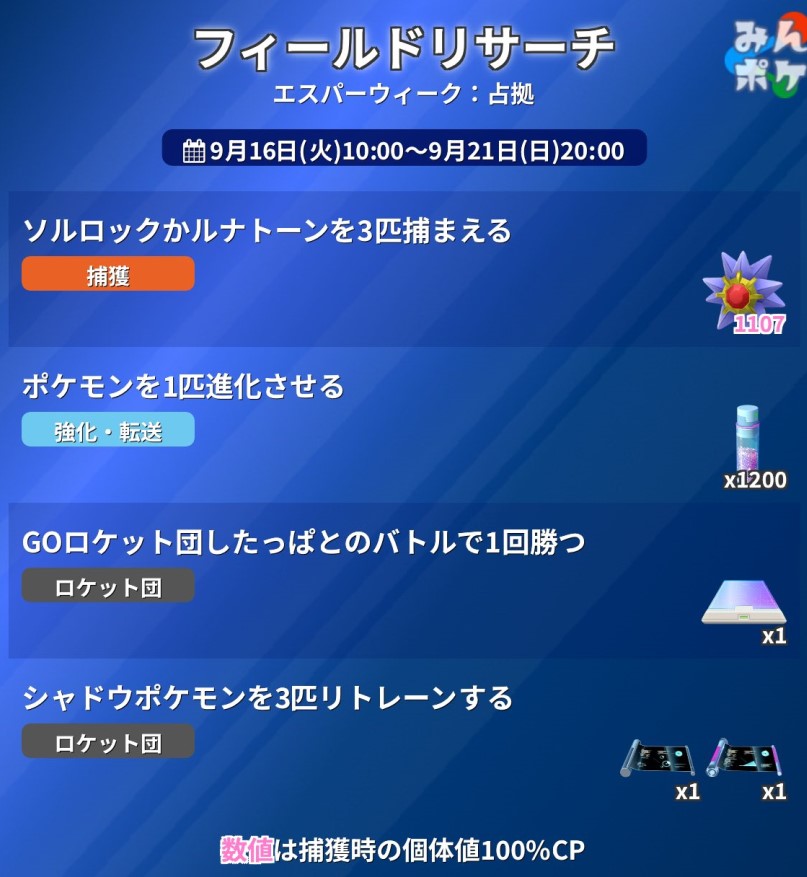 フィールドリサーチ
みん
ポケ
エスパーウィーク：占拠
9月16日(火)10:00～9月21日(日)20:00
ソルロックかルナトーンを3匹捕まえる
捕獲
1107
ポケモンを1匹進化させる
強化・転送
x1200
GOロケット団したっぱとのバトルで1回勝つ
ロケット団
x1
シャドウポケモンを3匹リトレーンする
ロケット団
x1 x1
数値は捕獲時の個体値100%CP